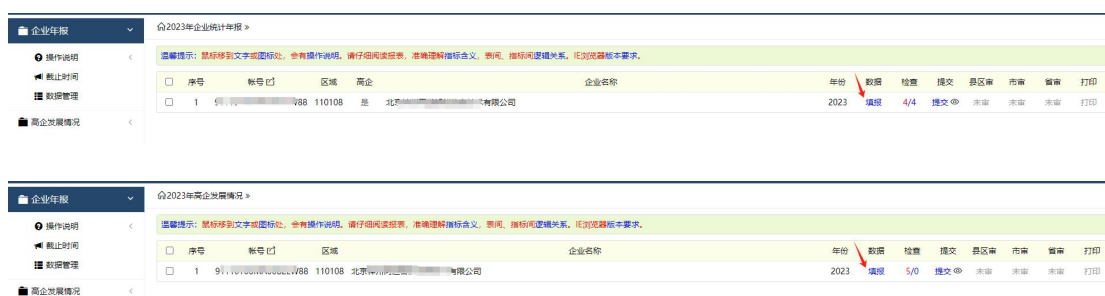 企业年报
2023年企业统计年报 »
操作说明
温馨提示：鼠标移到文字或图标处，会有操作说明。请仔细阅读报表，准确理解指标含义，表间、指标间逻辑关系。IE浏览器版本要求。
截止时间
序号 帐号 区域 高企 企业名称 年份 数据 检查 提交 县区审 市审 省审 打印
数据管理
1 V88 110108 是 北京 有限公司 2023 填报 4/4 提交 未审 未审 未审 打印
高企发展情况
企业年报
2023年高企发展情况 »
操作说明
温馨提示：鼠标移到文字或图标处，会有操作说明。请仔细阅读报表，准确理解指标含义，表间、指标间逻辑关系。IE浏览器版本要求。
截止时间
序号 帐号 区域 企业名称 年份 数据 检查 提交 县区审 市审 省审 打印
数据管理
1 V88 110108 北京 有限公司 2023 填报 5/0 提交 未审 未审 未审 打印
高企发展情况